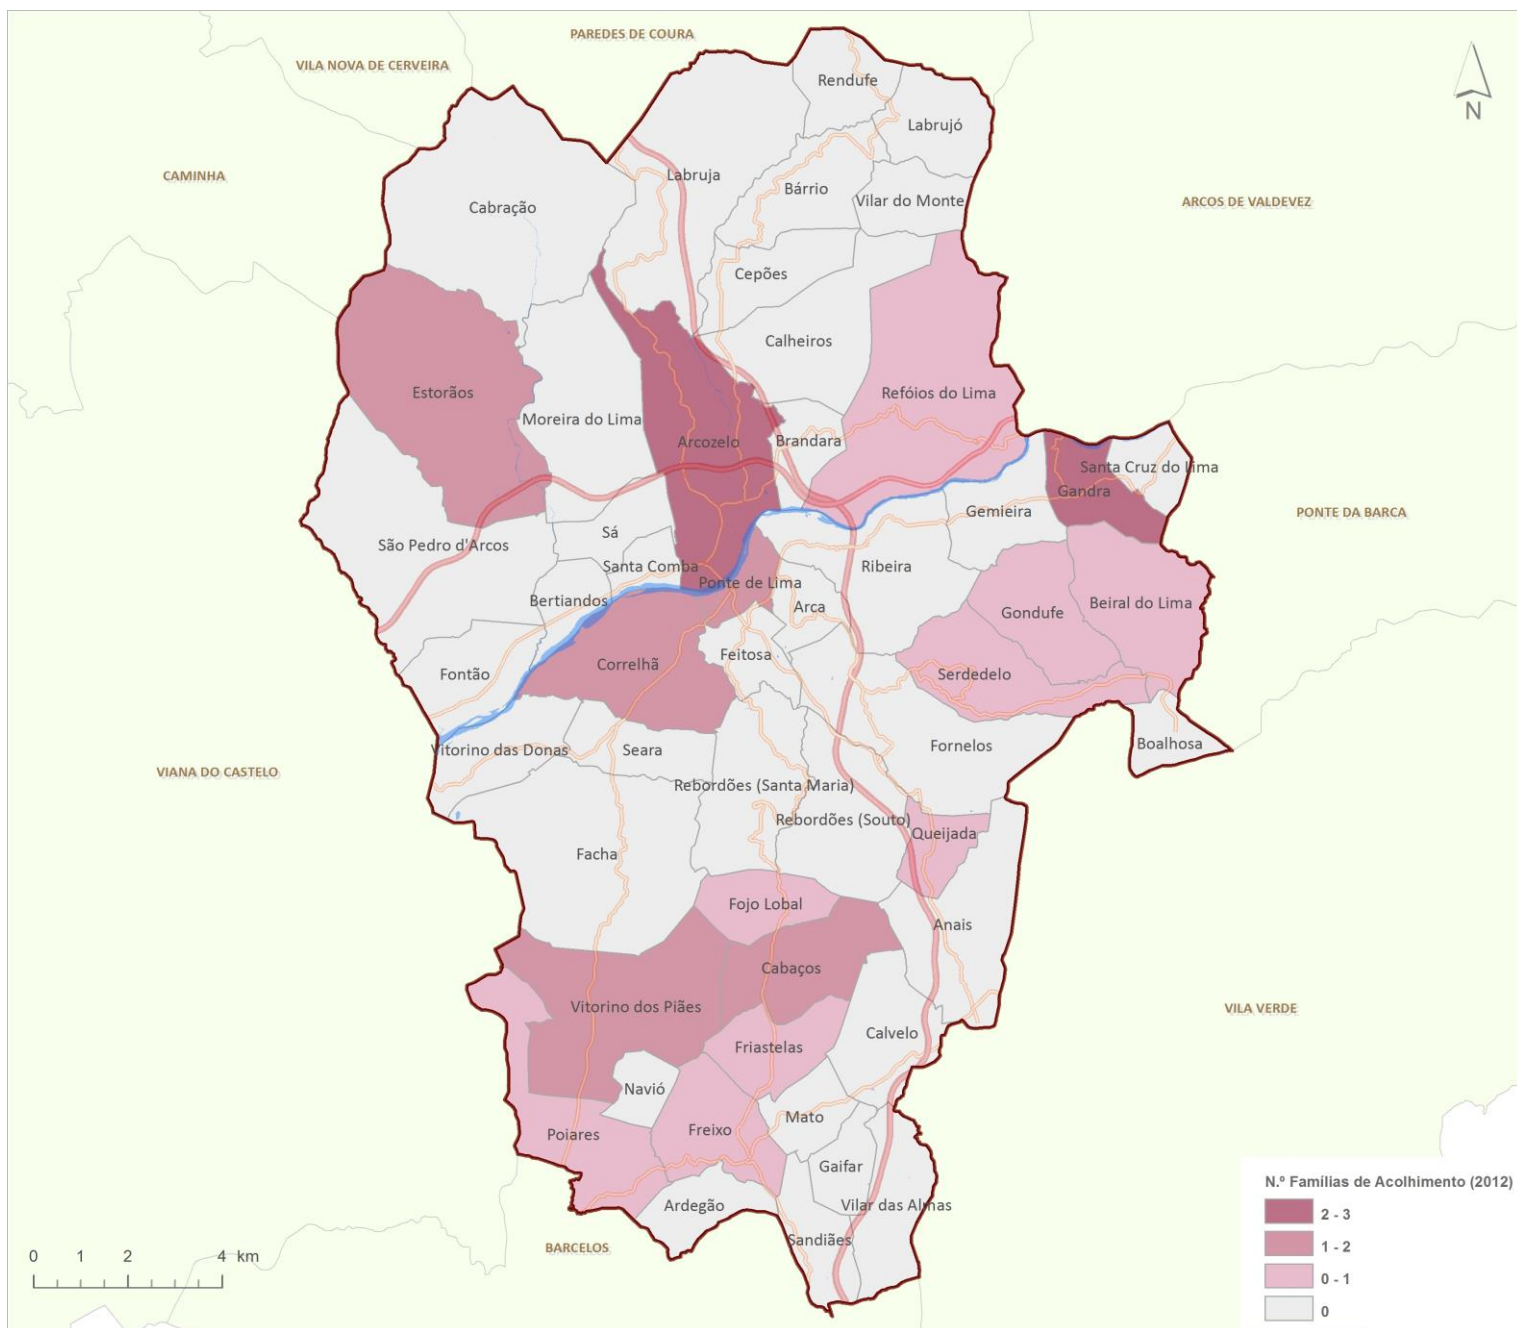 PAREDES DE COURA
VILA NOVA DE CERVEIRA
Rendufe
N
Labrujó
CAMINHA
Labruja
Bárrio
Vilar do Monte
ARCOS DE VALDEVEZ
Cabração
Cepões
Calheiros
Estorãos
Refóios do Lima
Moreira do Lima
Arcozelo
Brandara
Santa Cruz do Lima
Gandra
Gemieira
PONTE DA BARCA
Sá
São Pedro d'Arcos
Santa Comba
Ribeira
Ponte de Lima
Bertiandos
Arca
Beiral do Lima
Gondufe
Feitosa
Correlhã
Fontão
Serdedelo
Vitorino das Donas
Seara
Fornelos
Boalhosa
VIANA DO CASTELO
Rebordões (Santa Maria)
Rebordões (Souto)
Queijada
Facha
Fojo Lobal
Anais
Cabaços
Vitorino dos Piães
VILA VERDE
Calvelo
Friastelas
Navió
Mato
Poiares
Freixo
Gaifar
Ardegão
Vilar das Almas
Sandiães
BARCELOS
0 1 2 4 km
N.º Famílias de Acolhimento (2012)
2 - 3
1 - 2
0 - 1
0